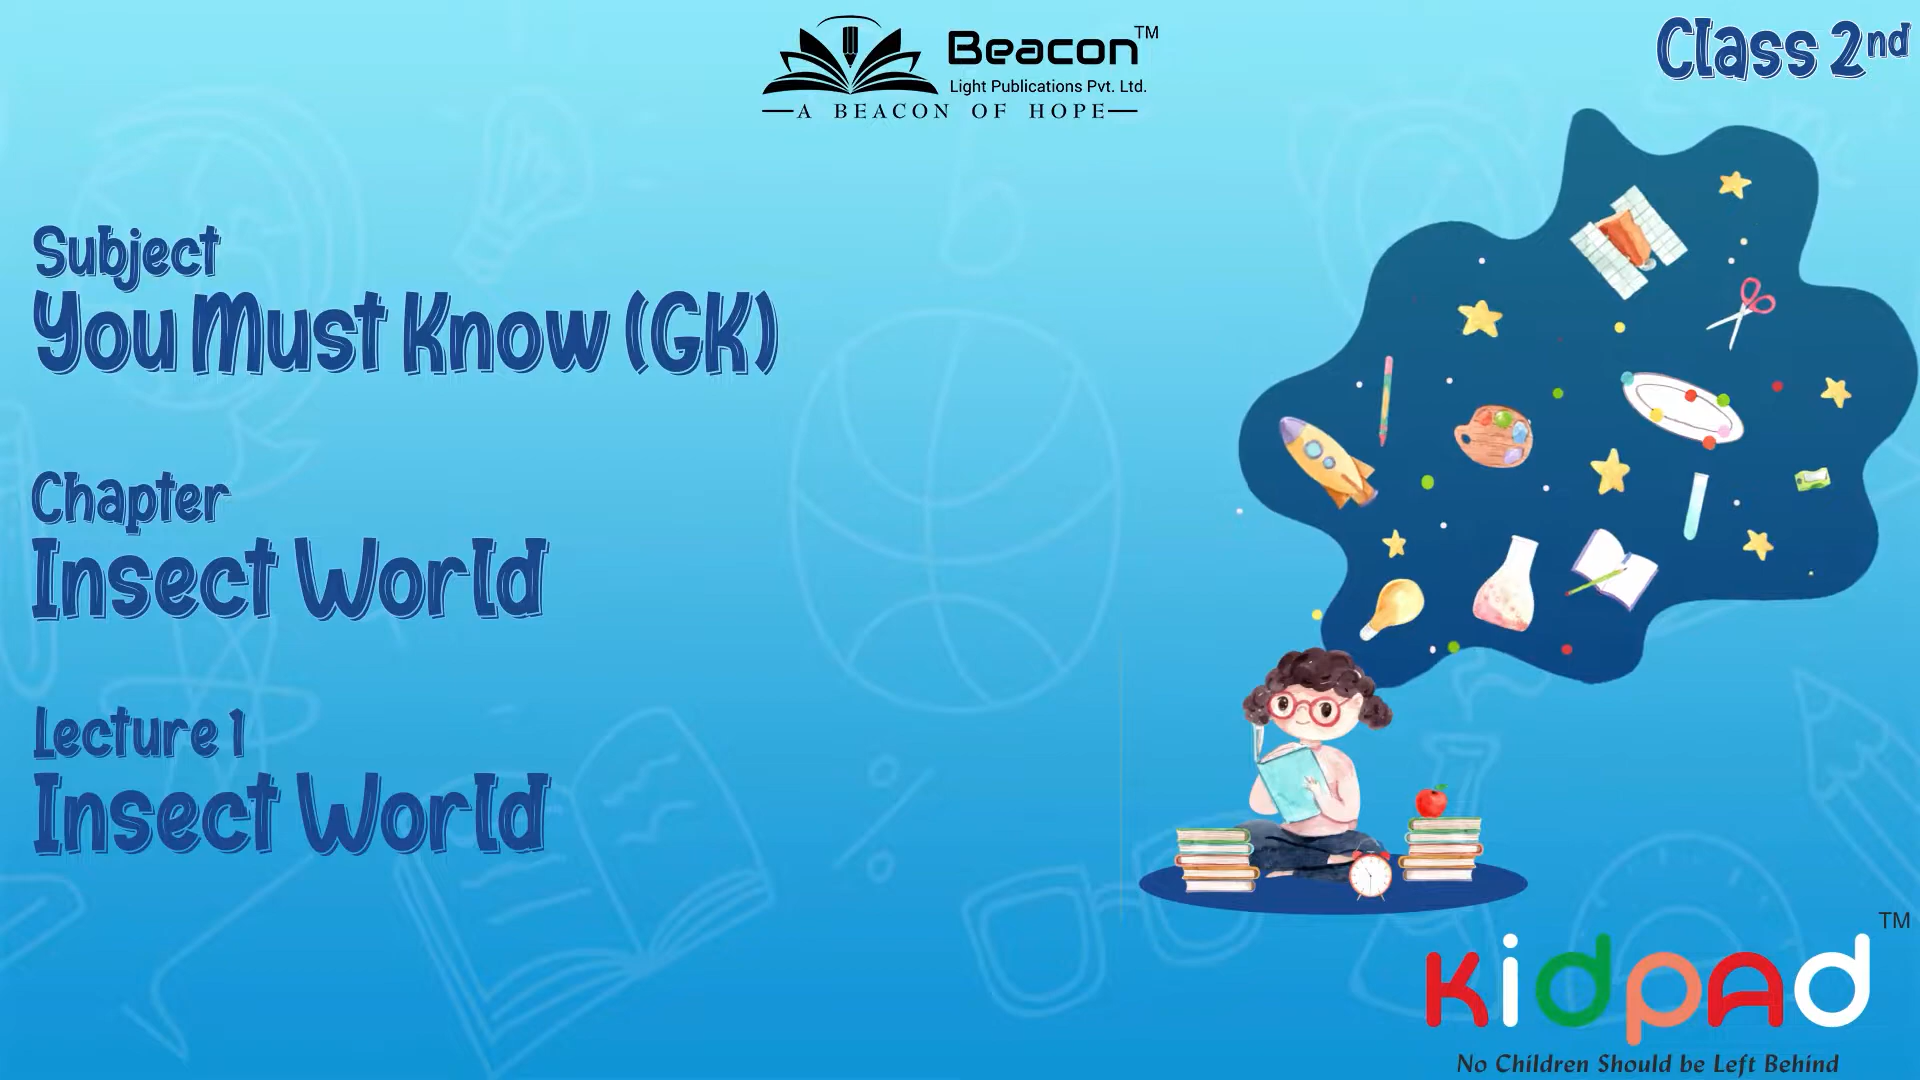 Beacon™
Light Publications Pvt. Ltd.
A BEACON OF HOPE
Class 2nd
Subject
You Must Know (GK)
Chapter
Insect World
Lecture 1
Insect World
kidpad™
No Children Should be Left Behind